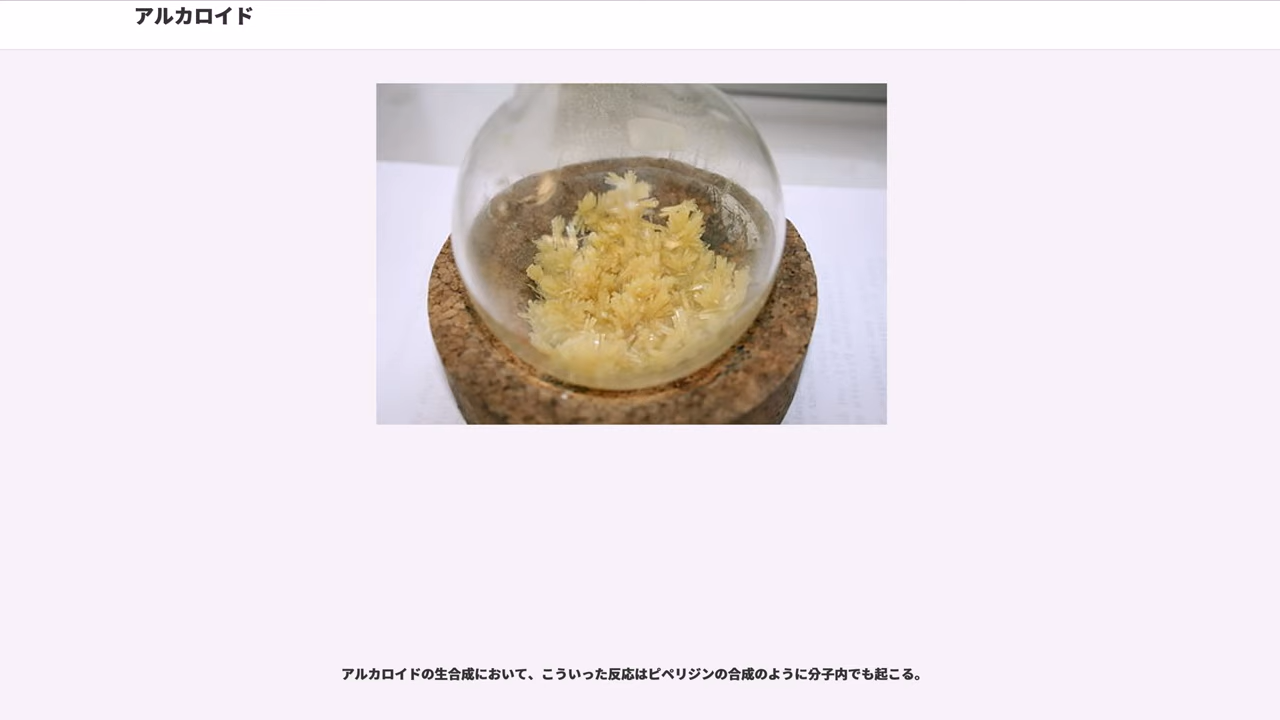 アルカロイド
アルカロイドの生合成において、こういった反応はピペリジンの合成のように分子内でも起こる。